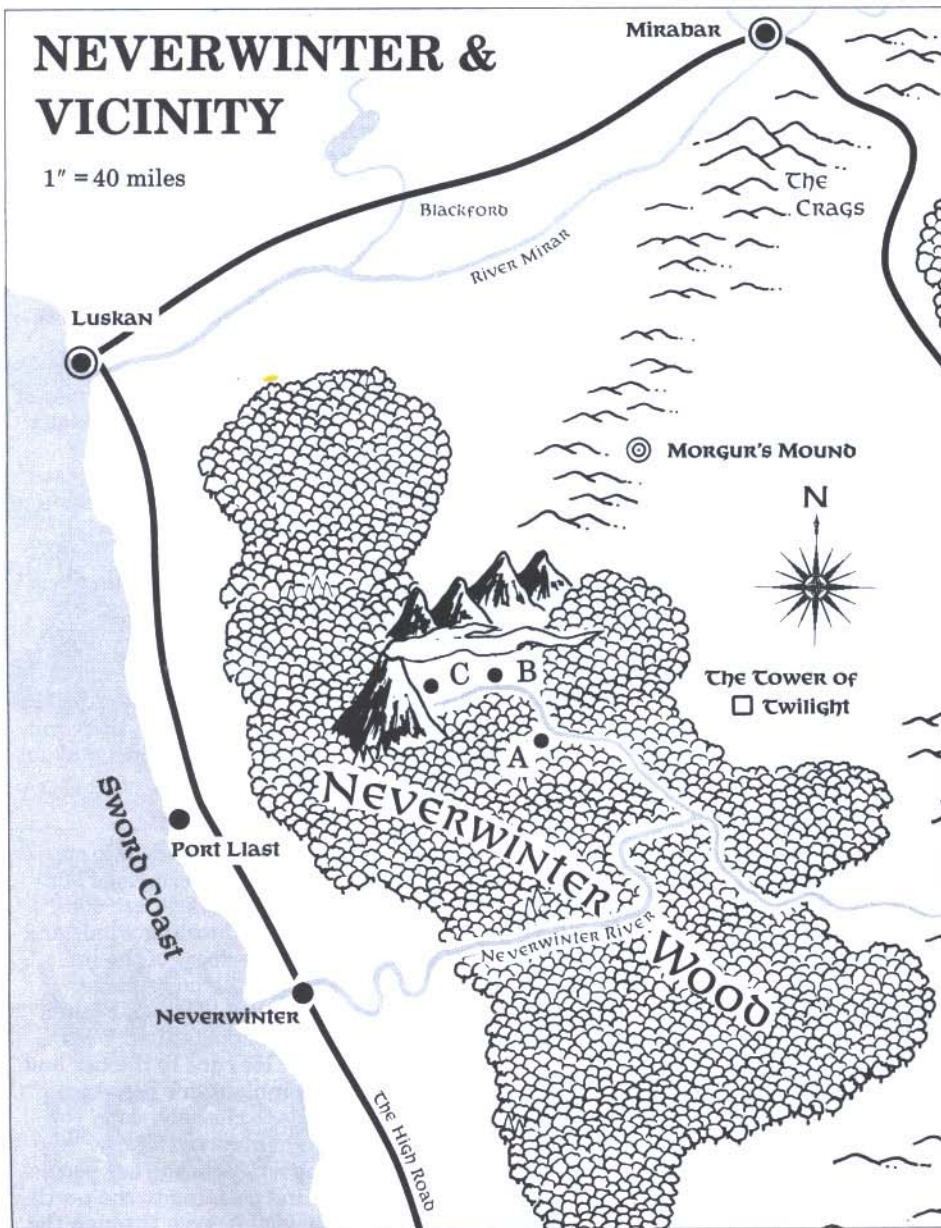 NEVERWINTER &
VICINITY
1" = 40 miles
Mirabar
The
Crags
Blackford
River Mirar
Luskan
Morgur's Mound
N
The Tower of
Twilight
C
B
A
Neverwinter
Wood
Sword Coast
Port Llast
Neverwinter River
Neverwinter
The High Road